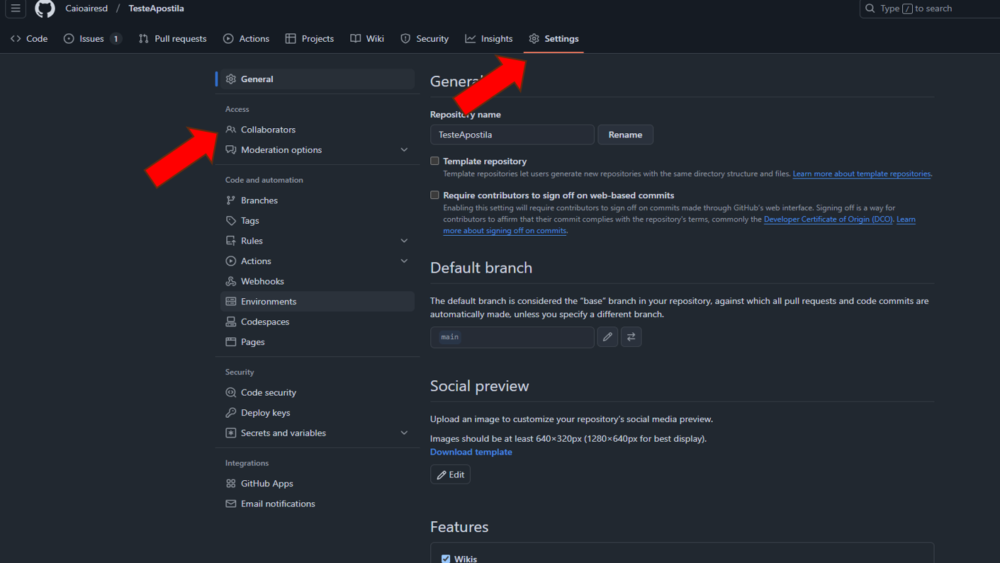 Caioairesd / TesteApostila
Type / to search
Code
Issues 1
Pull requests
Actions
Projects
Wiki
Security
Insights
Settings
General
Access
Collaborators
Moderation options
Code and automation
Branches
Tags
Rules
Actions
Webhooks
Environments
Codespaces
Pages
Security
Code security
Deploy keys
Secrets and variables
Integrations
GitHub Apps
Email notifications
General
Repository name
TesteApostila
Rename
Template repository
Template repositories let users generate new repositories with the same directory structure and files. Learn more about template repositories.
Require contributors to sign off on web-based commits
Enabling this setting will require contributors to sign off on commits made through GitHub’s web interface. Signing off is a way for
contributors to affirm that their commit complies with the repository's terms, commonly the Developer Certificate of Origin (DCO). Learn
more about signing off on commits.
Default branch
The default branch is considered the “base” branch in your repository, against which all pull requests and code commits are
automatically made, unless you specify a different branch.
main
Social preview
Upload an image to customize your repository’s social media preview.
Images should be at least 640×320px (1280×640px for best display).
Download template
Edit
Features
Wikis